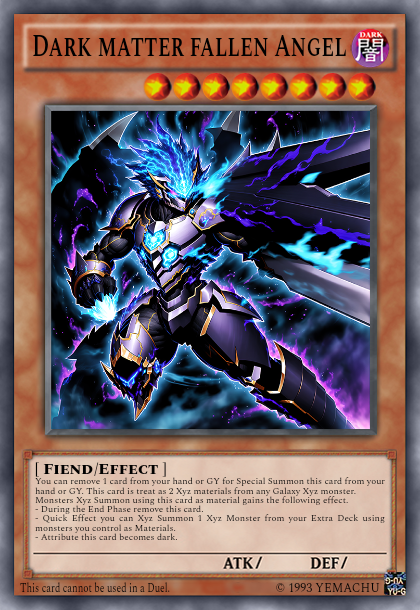 Dark matter fallen Angel
DARK
闇
[ Fiend/Effect ]
You can remove 1 card from your hand or GY for Special Summon this card from your
hand or GY. This card is treat as 2 Xyz materials from any Galaxy Xyz monster.
Monsters Xyz Summon using this card as material gains the following effect.
- During the End Phase remove this card.
- Quick Effect you can Xyz Summon 1 Xyz Monster from your Extra Deck using
monsters you control as Materials.
- Attribute this card becomes dark.
ATK/ DEF/
This card cannot be used in a Duel. © 1993 YEMACHU
YU-G